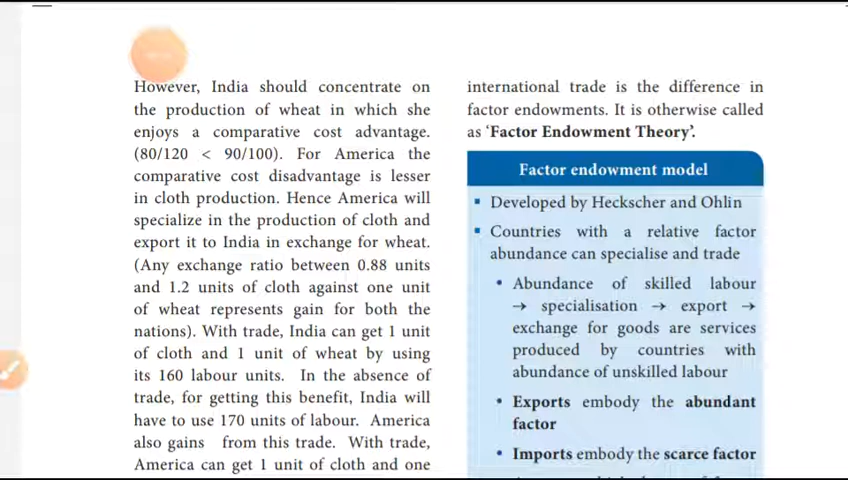 However, India should concentrate on
the production of wheat in which she
enjoys a comparative cost advantage.
(80/120 < 90/100). For America the
comparative cost disadvantage is lesser
in cloth production. Hence America will
specialize in the production of cloth and
export it to India in exchange for wheat.
(Any exchange ratio between 0.88 units
and 1.2 units of cloth against one unit
of wheat represents gain for both the
nations). With trade, India can get 1 unit
of cloth and 1 unit of wheat by using
its 160 labour units. In the absence of
trade, for getting this benefit, India will
have to use 170 units of labour. America
also gains from this trade. With trade,
America can get 1 unit of cloth and one
international trade is the difference in
factor endowments. It is otherwise called
as ‘Factor Endowment Theory’.
Factor endowment model
▪ Developed by Heckscher and Ohlin
▪ Countries with a relative factor
abundance can specialise and trade
• Abundance of skilled labour
→ specialisation → export →
exchange for goods are services
produced by countries with
abundance of unskilled labour
• Exports embody the abundant
factor
• Imports embody the scarce factor